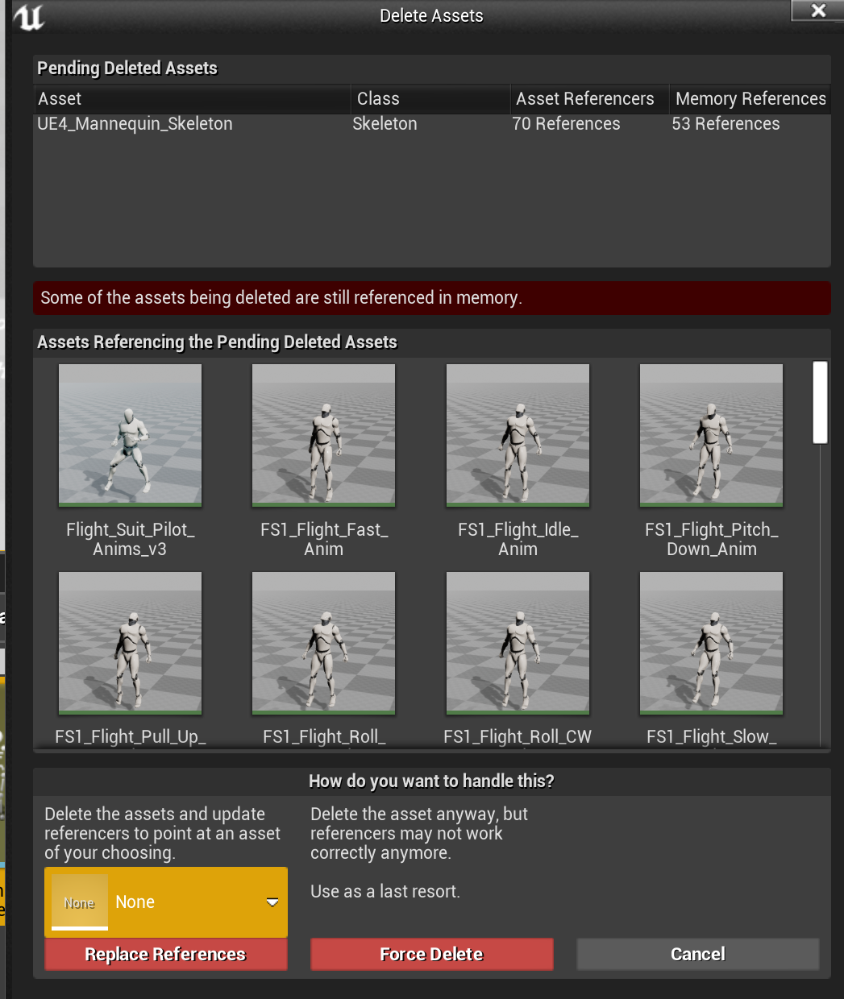 Delete Assets
Pending Deleted Assets
Asset
Class
Asset Referencers
Memory References
UE4_Mannequin_Skeleton
Skeleton
70 References
53 References
Some of the assets being deleted are still referenced in memory.
Assets Referencing the Pending Deleted Assets
Flight_Suit_Pilot_
Anims_v3
FS1_Flight_Fast_
Anim
FS1_Flight_Idle_
Anim
FS1_Flight_Pitch_
Down_Anim
FS1_Flight_Pull_Up_
FS1_Flight_Roll_
FS1_Flight_Roll_CW
FS1_Flight_Slow_
How do you want to handle this?
Delete the assets and update
referencers to point at an asset
of your choosing.
None
None
Replace References
Delete the asset anyway, but
referencers may not work
correctly anymore.
Use as a last resort.
Force Delete
Cancel